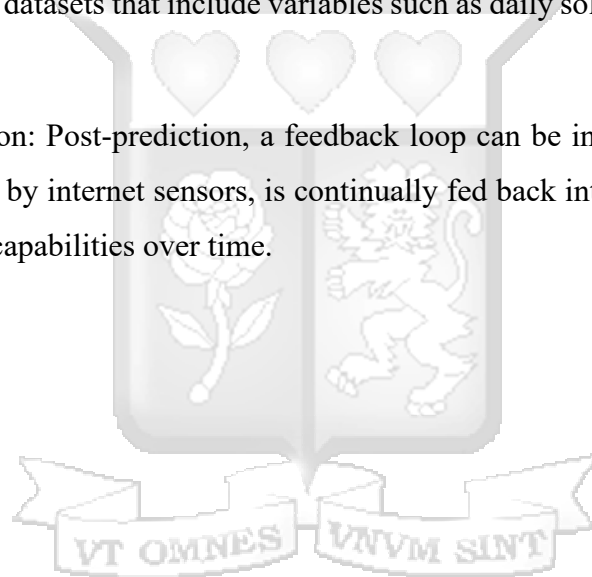 datasets that include variables such as daily sol
on: Post-prediction, a feedback loop can be in
by internet sensors, is continually fed back int
capabilities over time.
VT OMNES VNVM SINT